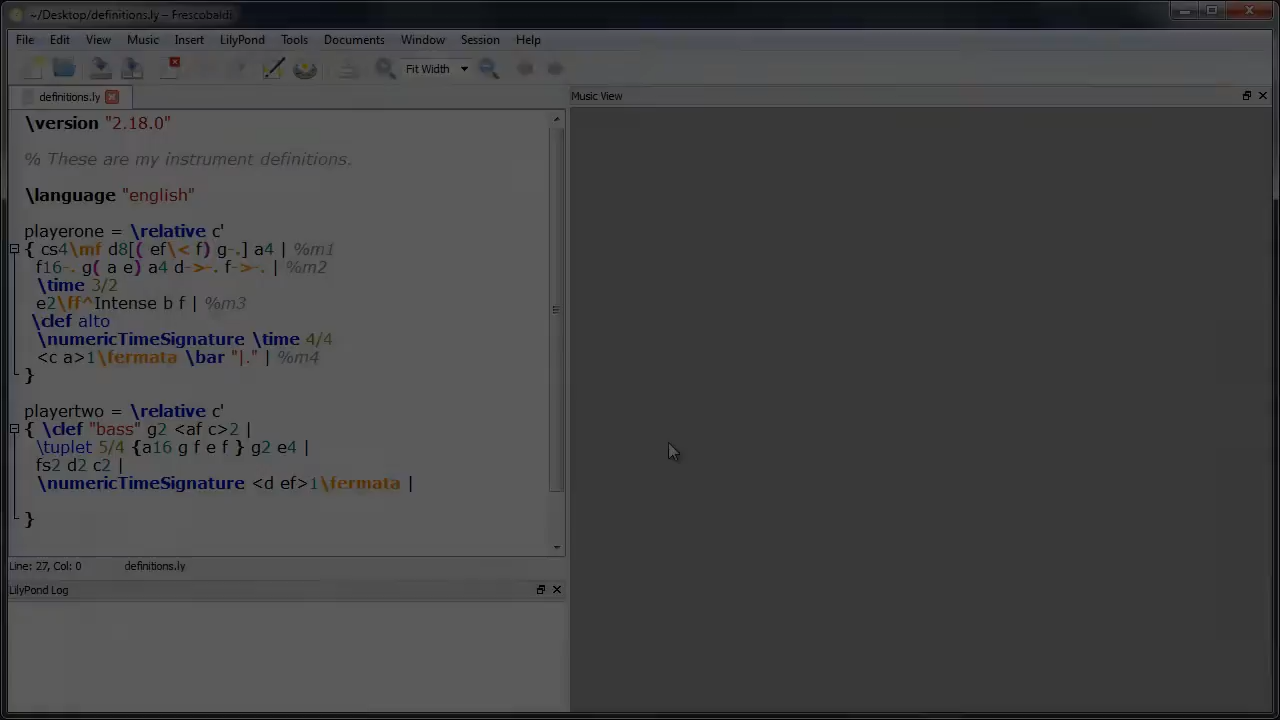 ~/Desktop/definitions.ly – Frescobaldi
File Edit View Music Insert LilyPond Tools Documents Window Session Help
Fit Width
definitions.ly
Music View
\version "2.18.0"
% These are my instrument definitions.
\language "english"
playerone = \relative c'
{ cs4\mf d8[( ef\< f) g-.] a4 | %m1
f16-. g( a e) a4 d->-. f->-. | %m2
\time 3/2
e2\ff^Intense b f | %m3
\clef alto
\numericTimeSignature \time 4/4
<c a>1\fermata \bar "|." | %m4
}
playertwo = \relative c'
{ \clef "bass" g2 <af c>2 |
\tuplet 5/4 {a16 g f e f } g2 e4 |
fs2 d2 c2 |
\numericTimeSignature <d ef>1\fermata |
}
Line: 27, Col: 0 definitions.ly
LilyPond Log